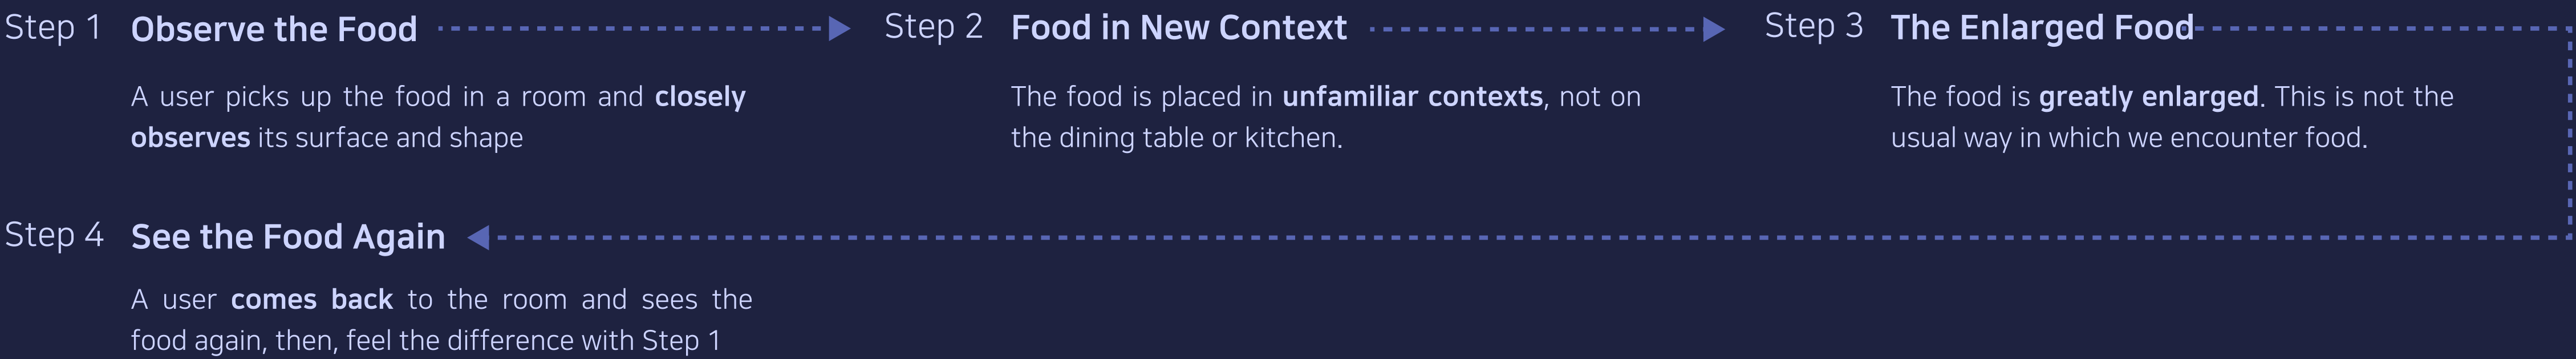 Step 1 Observe the Food
A user picks up the food in a room and closely
observes its surface and shape
Step 2 Food in New Context
The food is placed in unfamiliar contexts, not on
the dining table or kitchen.
Step 3 The Enlarged Food
The food is greatly enlarged. This is not the
usual way in which we encounter food.
Step 4 See the Food Again
A user comes back to the room and sees the
food again, then, feel the difference with Step 1